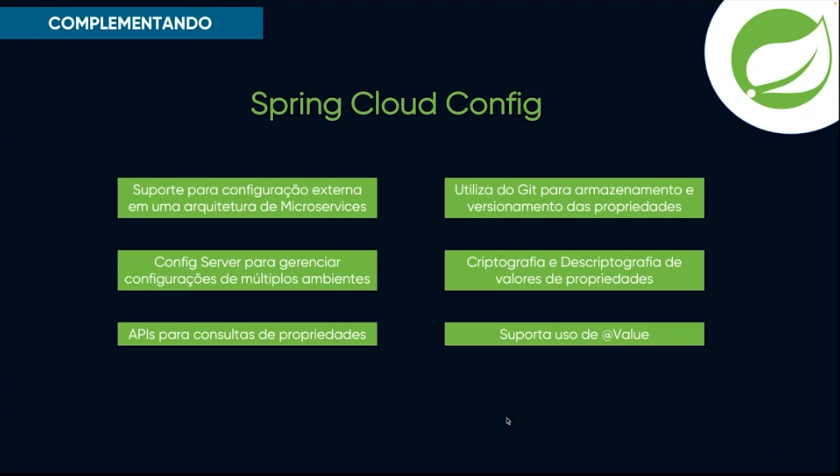 COMPLEMENTANDO
Spring Cloud Config
Suporte para configuração externa
em uma arquitetura de Microservices
Utiliza do Git para armazenamento e
versionamento das propriedades
Config Server para gerenciar
configurações de múltiplos ambientes
Criptografia e Descriptografia de
valores de propriedades
APIs para consultas de propriedades
Suporta uso de @Value